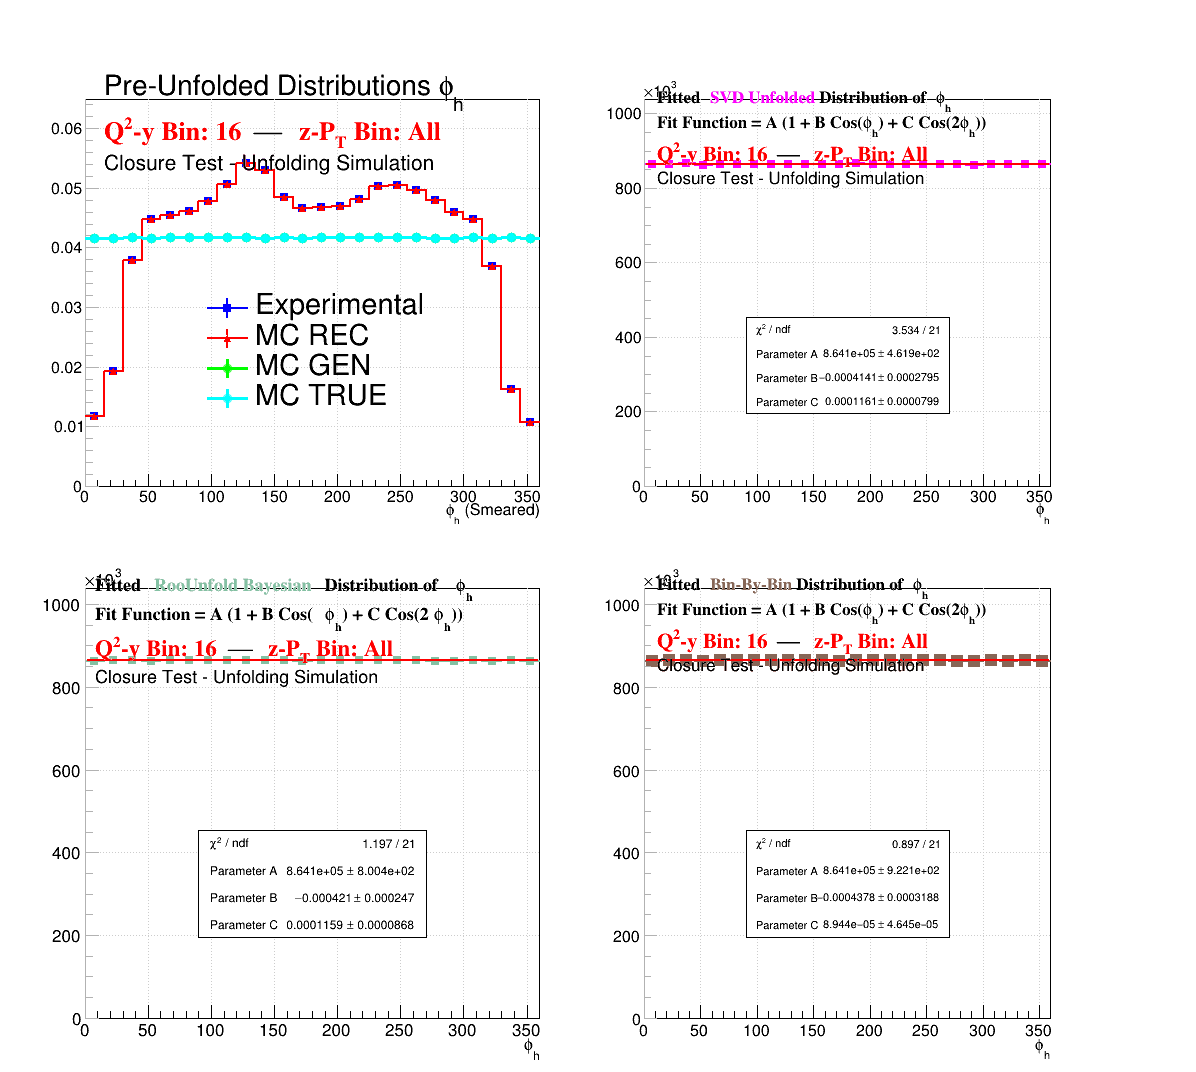 Pre-Unfolded Distributions ϕh
Q2-y Bin: 16 — z-PT Bin: All
Closure Test - Unfolding Simulation
0.06
0.05
0.04
0.03
0.02
0.01
0
Experimental
MC REC
MC GEN
MC TRUE
0 50 100 150 200 250 300 350
ϕh (Smeared)
×10^3
Fitted SVD Unfolded Distribution of ϕh
Fit Function = A (1 + B Cos(ϕh) + C Cos(2ϕh))
Q2-y Bin: 16 — z-PT Bin: All
Closure Test - Unfolding Simulation
1000
800
600
400
200
0
χ2 / ndf 3.534 / 21
Parameter A 8.641e+05 ± 4.619e+02
Parameter B −0.0004141 ± 0.0002795
Parameter C 0.0001161 ± 0.0000799
0 50 100 150 200 250 300 350
ϕh
×10^3
Fitted RooUnfold Bayesian Distribution of ϕh
Fit Function = A (1 + B Cos( ϕh) + C Cos(2 ϕh))
Q2-y Bin: 16 — z-PT Bin: All
Closure Test - Unfolding Simulation
1000
800
600
400
200
0
χ2 / ndf 1.197 / 21
Parameter A 8.641e+05 ± 8.004e+02
Parameter B −0.000421 ± 0.000247
Parameter C 0.0001159 ± 0.0000868
0 50 100 150 200 250 300 350
ϕh
×10^3
Fitted Bin-By-Bin Distribution of ϕh
Fit Function = A (1 + B Cos(ϕh) + C Cos(2ϕh))
Q2-y Bin: 16 — z-PT Bin: All
Closure Test - Unfolding Simulation
1000
800
600
400
200
0
χ2 / ndf 0.897 / 21
Parameter A 8.641e+05 ± 9.221e+02
Parameter B −0.0004378 ± 0.0003188
Parameter C 8.944e−05 ± 4.645e−05
0 50 100 150 200 250 300 350
ϕh